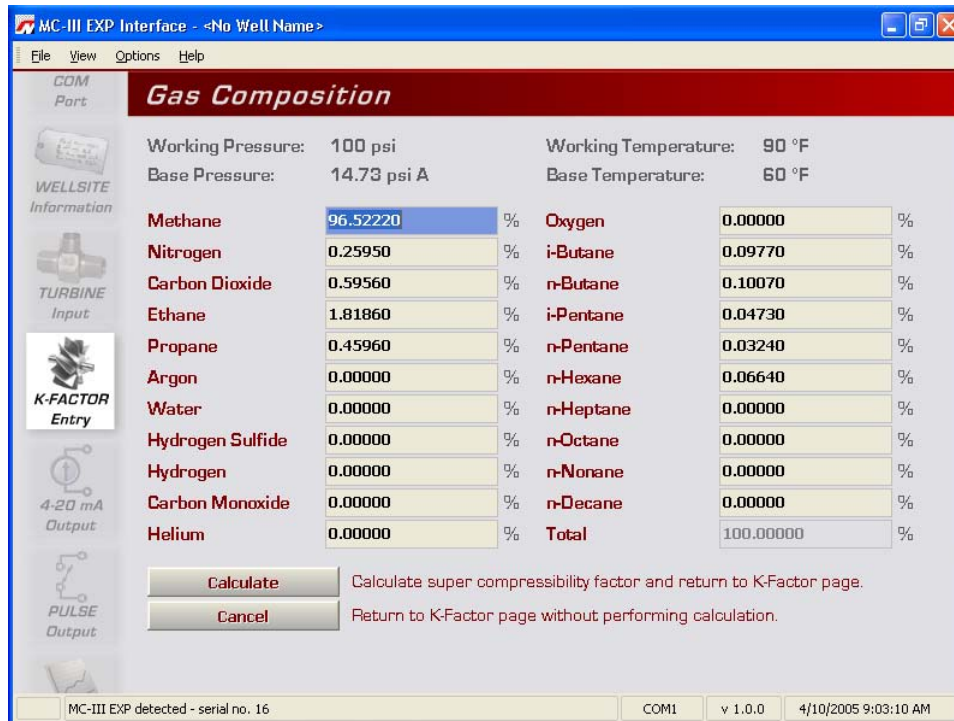 MC-III EXP Interface - <No Well Name>
File View Options Help
COM Port
WELLSITE Information
TURBINE Input
K-FACTOR Entry
4-20 mA Output
PULSE Output
Gas Composition
Working Pressure: 100 psi Working Temperature: 90 °F
Base Pressure: 14.73 psi A Base Temperature: 60 °F
Methane 96.52220 % Oxygen 0.00000 %
Nitrogen 0.25950 % i-Butane 0.09770 %
Carbon Dioxide 0.59560 % n-Butane 0.10070 %
Ethane 1.81860 % i-Pentane 0.04730 %
Propane 0.45960 % n-Pentane 0.03240 %
Argon 0.00000 % n-Hexane 0.06640 %
Water 0.00000 % n-Heptane 0.00000 %
Hydrogen Sulfide 0.00000 % n-Octane 0.00000 %
Hydrogen 0.00000 % n-Nonane 0.00000 %
Carbon Monoxide 0.00000 % n-Decane 0.00000 %
Helium 0.00000 % Total 100.00000 %
Calculate Calculate super compressibility factor and return to K-Factor page.
Cancel Return to K-Factor page without performing calculation.
MC-III EXP detected - serial no. 16 COM1 v 1.0.0 4/10/2005 9:03:10 AM